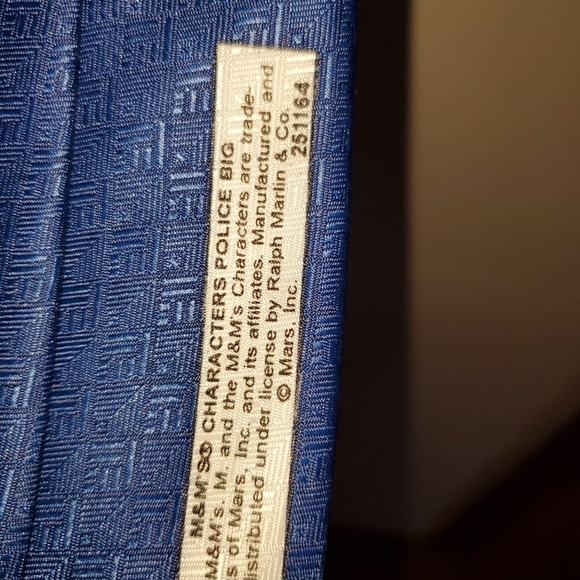 M&M'S® CHARACTERS POLICE BIG
M&M's. M. and the M&M's Characters are trade-
s of Mars, Inc. and its affiliates. Manufactured and
istributed under license by Ralph Marlin & Co.
© Mars, Inc. 251164